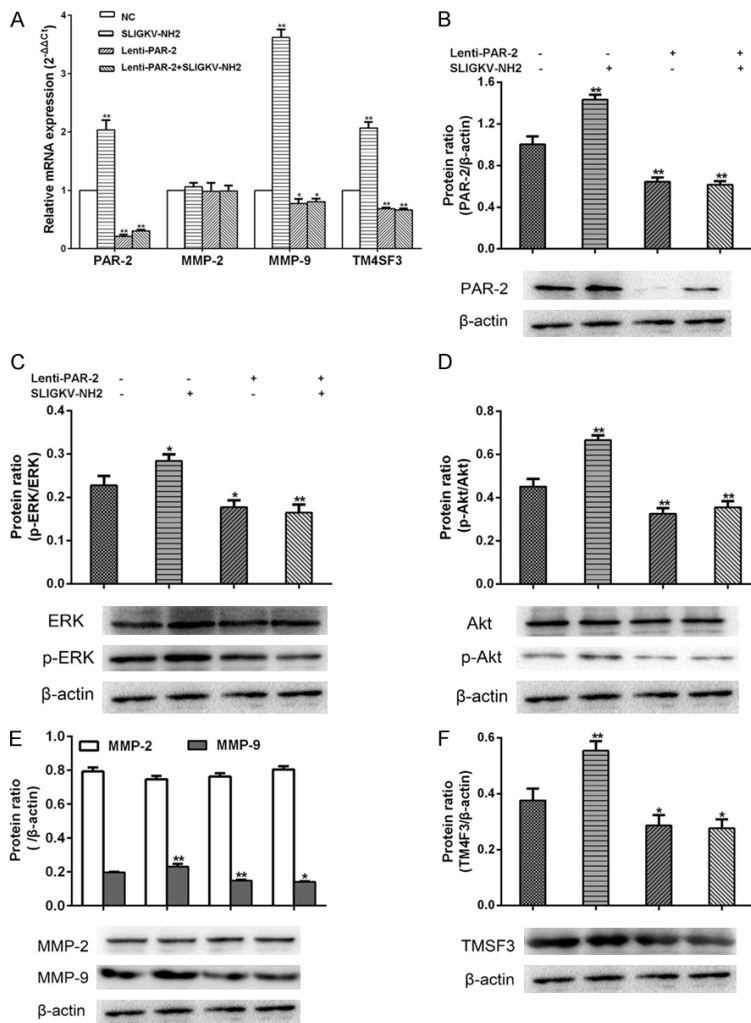 A
Relative mRNA expression (2^-ΔΔCt)
4
3
2
1
0
NC
SLIGKV-NH2
Lenti-PAR-2
Lenti-PAR-2+SLIGKV-NH2
** ** **
** * *
** ** **
PAR-2 MMP-2 MMP-9 TM4SF3
B
Lenti-PAR-2 - - + +
SLIGKV-NH2 - + - +
Protein ratio
(PAR-2/β-actin)
1.6
1.2
0.8
0.4
0.0
** ** **
PAR-2
β-actin
C
Lenti-PAR-2 - - + +
SLIGKV-NH2 - + - +
Protein ratio
(p-ERK/ERK)
0.4
0.3
0.2
0.1
0.0
* * **
ERK
p-ERK
β-actin
D
Protein ratio
(p-Akt/Akt)
0.8
0.6
0.4
0.2
0.0
** ** **
Akt
p-Akt
β-actin
E
MMP-2 MMP-9
Protein ratio
( /β-actin)
1.0
0.8
0.6
0.4
0.2
0.0
** ** *
MMP-2
MMP-9
β-actin
F
Protein ratio
(TM4F3/β-actin)
0.6
0.4
0.2
0.0
** * *
TMSF3
β-actin